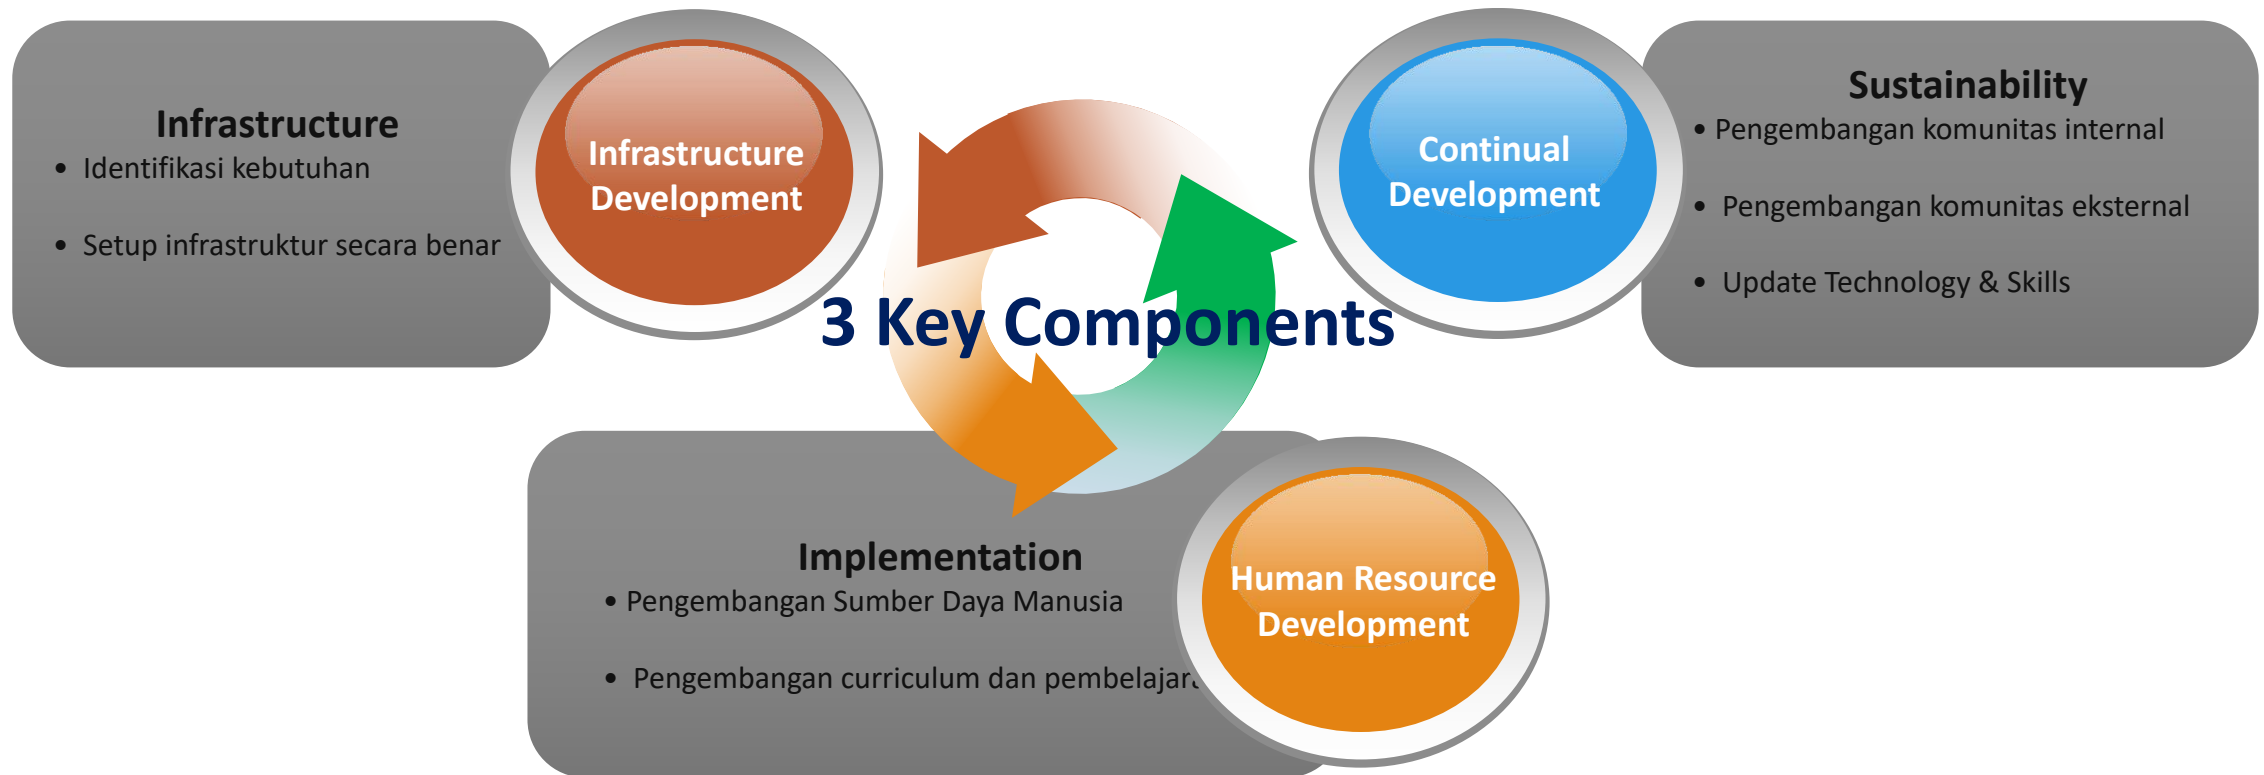 Infrastructure
• Identifikasi kebutuhan
• Setup infrastruktur secara benar
Infrastructure
Development
3 Key Components
Continual
Development
Sustainability
• Pengembangan komunitas internal
• Pengembangan komunitas eksternal
• Update Technology & Skills
Implementation
• Pengembangan Sumber Daya Manusia
• Pengembangan curriculum dan
Human Resource
Development